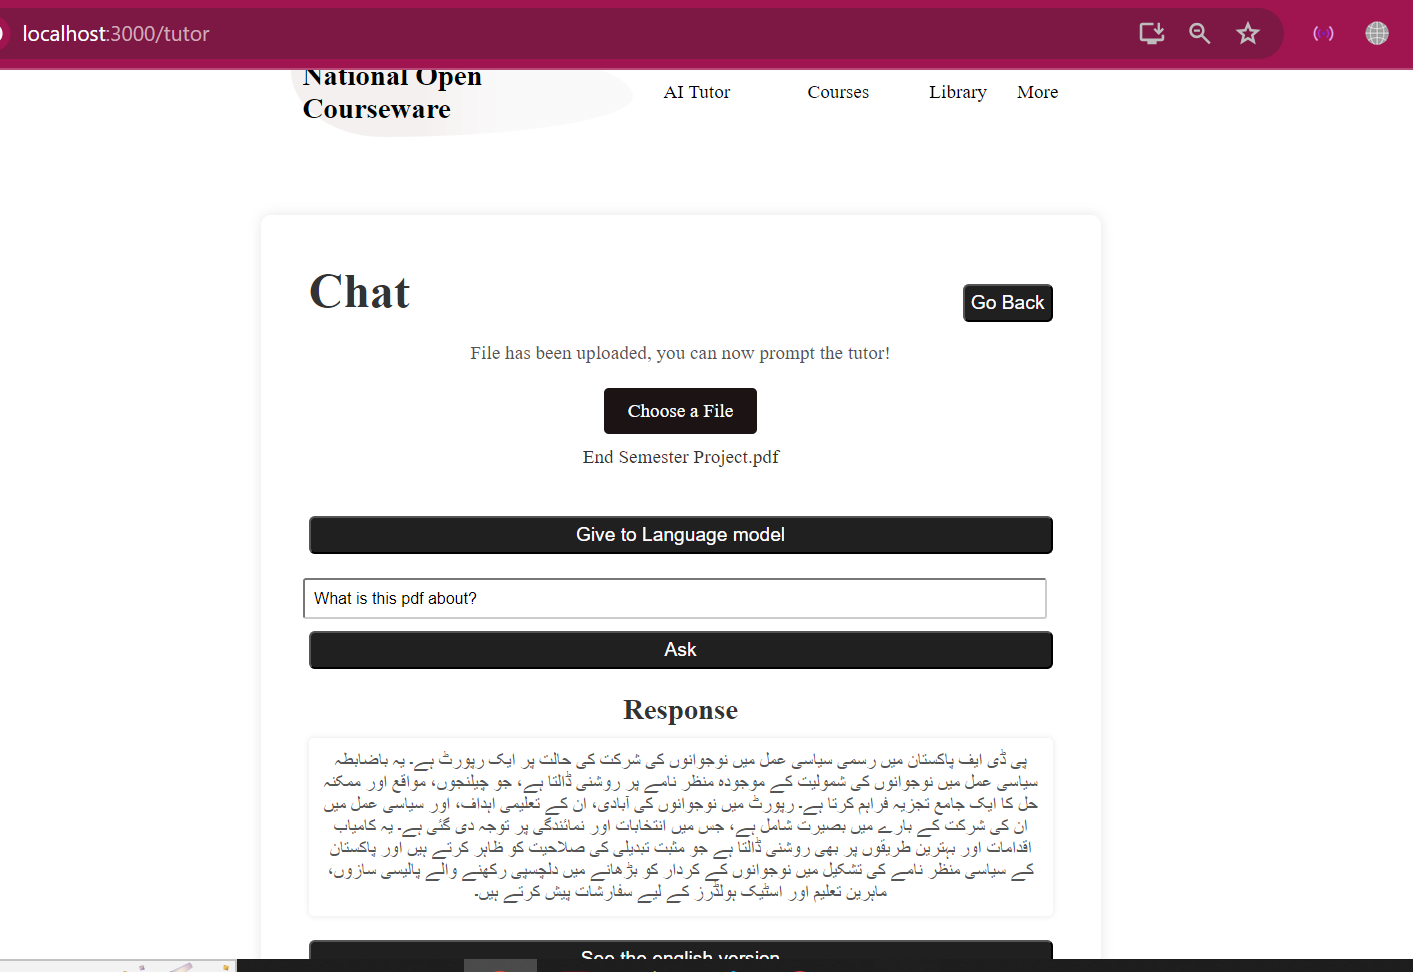 localhost:3000/tutor
National Open
Courseware
AI Tutor
Courses
Library
More
Chat
Go Back
File has been uploaded, you can now prompt the tutor!
Choose a File
End Semester Project.pdf
Give to Language model
What is this pdf about?
Ask
Response
پی ڈی ایف پاکستان میں رسمی سیاسی عمل میں نوجوانوں کی شرکت کی حالت پر ایک رپورٹ ہے۔ یہ باضابطہ
سیاسی عمل میں نوجوانوں کی شمولیت کے موجودہ منظر نامے پر روشنی ڈالتا ہے، جو چیلنجوں، مواقع اور ممکنہ
حل کا ایک جامع تجزیہ فراہم کرتا ہے۔ رپورٹ میں نوجوانوں کی آبادی، ان کے تعلیمی اہداف، اور سیاسی عمل میں
ان کی شرکت کے بارے میں بصیرت شامل ہے، جس میں انتخابات اور نمائندگی پر توجہ دی گئی ہے۔ یہ کامیاب
اقدامات اور بہترین طریقوں پر بھی روشنی ڈالتا ہے جو مثبت تبدیلی کی صلاحیت کو ظاہر کرتے ہیں اور پاکستان
کے سیاسی منظر نامے کی تشکیل میں نوجوانوں کے کردار کو بڑھانے میں دلچسپی رکھنے والے پالیسی سازوں،
ماہرین تعلیم اور اسٹیک ہولڈرز کے لیے سفارشات پیش کرتے ہیں۔
See the english version